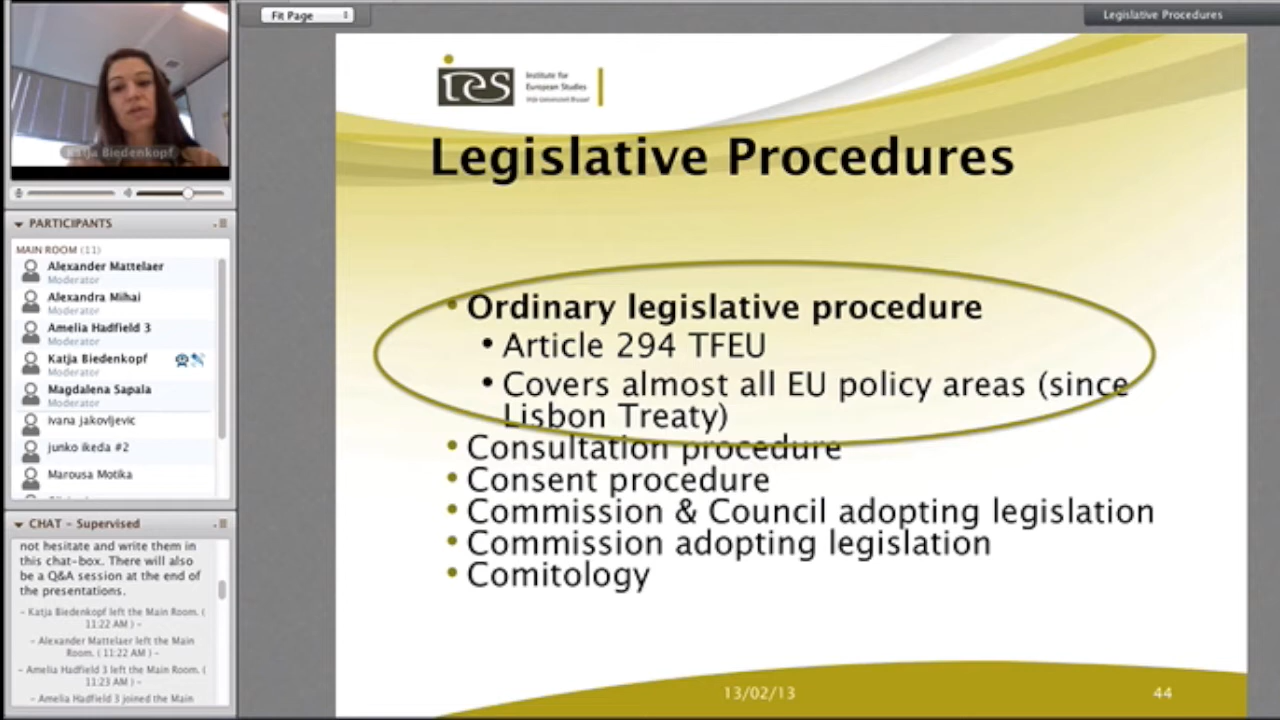 Fit Page
Legislative Procedures
Katja Biedenkopf
PARTICIPANTS
MAIN ROOM (11)
Alexander Mattelaer
Moderator
Alexandra Mihai
Moderator
Amelia Hadfield 3
Moderator
Katja Biedenkopf
Moderator
Magdalena Sapala
Moderator
ivana jakovljevic
junko ikeda #2
Marousa Motika
CHAT - Supervised
not hesitate and write them in
this chat-box. There will also
be a Q&A session at the end of
the presentations.
- Katja Biedenkopf left the Main Room. (
11:22 AM ) -
- Alexander Mattelaer left the Main
Room. ( 11:22 AM ) -
- Amelia Hadfield 3 left the Main Room. (
11:23 AM ) -
- Amelia Hadfield 3 joined the Main
ies
Institute for
European Studies
Vrije Universiteit Brussel
Legislative Procedures
• Ordinary legislative procedure
• Article 294 TFEU
• Covers almost all EU policy areas (since
Lisbon Treaty)
• Consultation procedure
• Consent procedure
• Commission & Council adopting legislation
• Commission adopting legislation
• Comitology
13/02/13
44